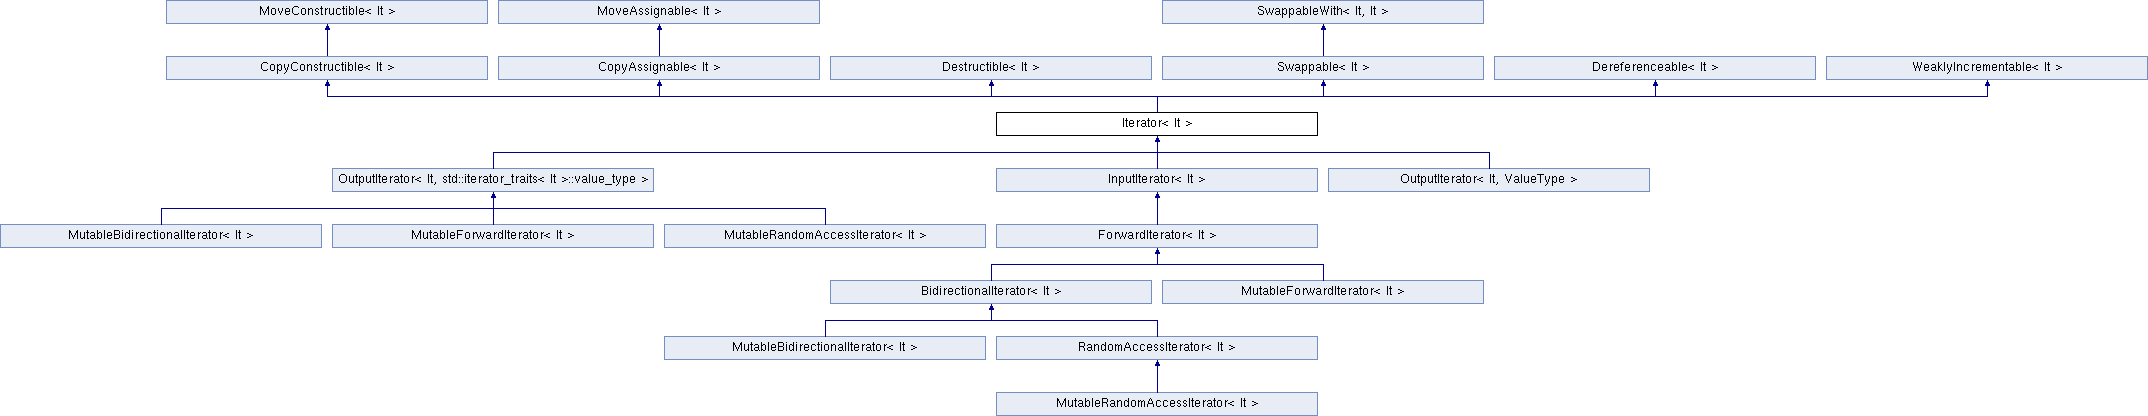 MoveConstructible< It >
MoveAssignable< It >
SwappableWith< It, It >
CopyConstructible< It >
CopyAssignable< It >
Destructible< It >
Swappable< It >
Dereferenceable< It >
WeaklyIncrementable< It >
Iterator< It >
OutputIterator< It, std::iterator_traits< It >::value_type >
InputIterator< It >
OutputIterator< It, ValueType >
MutableBidirectionalIterator< It >
MutableForwardIterator< It >
MutableRandomAccessIterator< It >
ForwardIterator< It >
BidirectionalIterator< It >
MutableForwardIterator< It >
MutableBidirectionalIterator< It >
RandomAccessIterator< It >
MutableRandomAccessIterator< It >